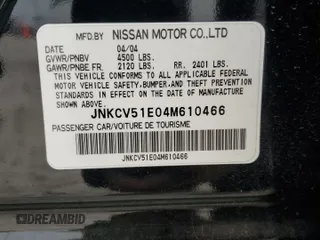 MFD.BY NISSAN MOTOR CO.,LTD
DATE 04/04
GVWR/PNBV 4500 LBS.
GAWR/PNBE FR. 2120 LBS. RR. 2401 LBS.
THIS VEHICLE CONFORMS TO ALL APPLICABLE FEDERAL
MOTOR VEHICLE SAFETY,BUMPER,AND THEFT PREVENTION
STANDARDS IN EFFECT ON THE DATE OF MANUFACTURE
SHOWN ABOVE.
JNKCV51E04M610466
PASSENGER CAR/VOITURE DE TOURISME
JNKCV51E04M610466
DREAMBID